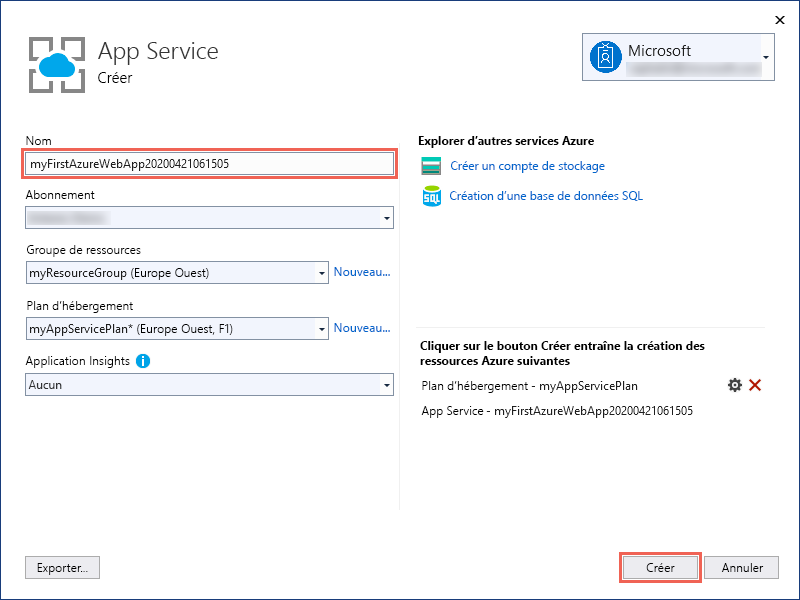 App Service
Créer
Microsoft
Nom
myFirstAzureWebApp20200421061505
Abonnement
Groupe de ressources
myResourceGroup (Europe Ouest)
Nouveau...
Plan d'hébergement
myAppServicePlan* (Europe Ouest, F1)
Nouveau...
Application Insights
Aucun
Explorer d'autres services Azure
Créer un compte de stockage
SQL
Création d'une base de données SQL
Cliquer sur le bouton Créer entraîne la création des
ressources Azure suivantes
Plan d'hébergement - myAppServicePlan
App Service - myFirstAzureWebApp20200421061505
Exporter...
Créer
Annuler